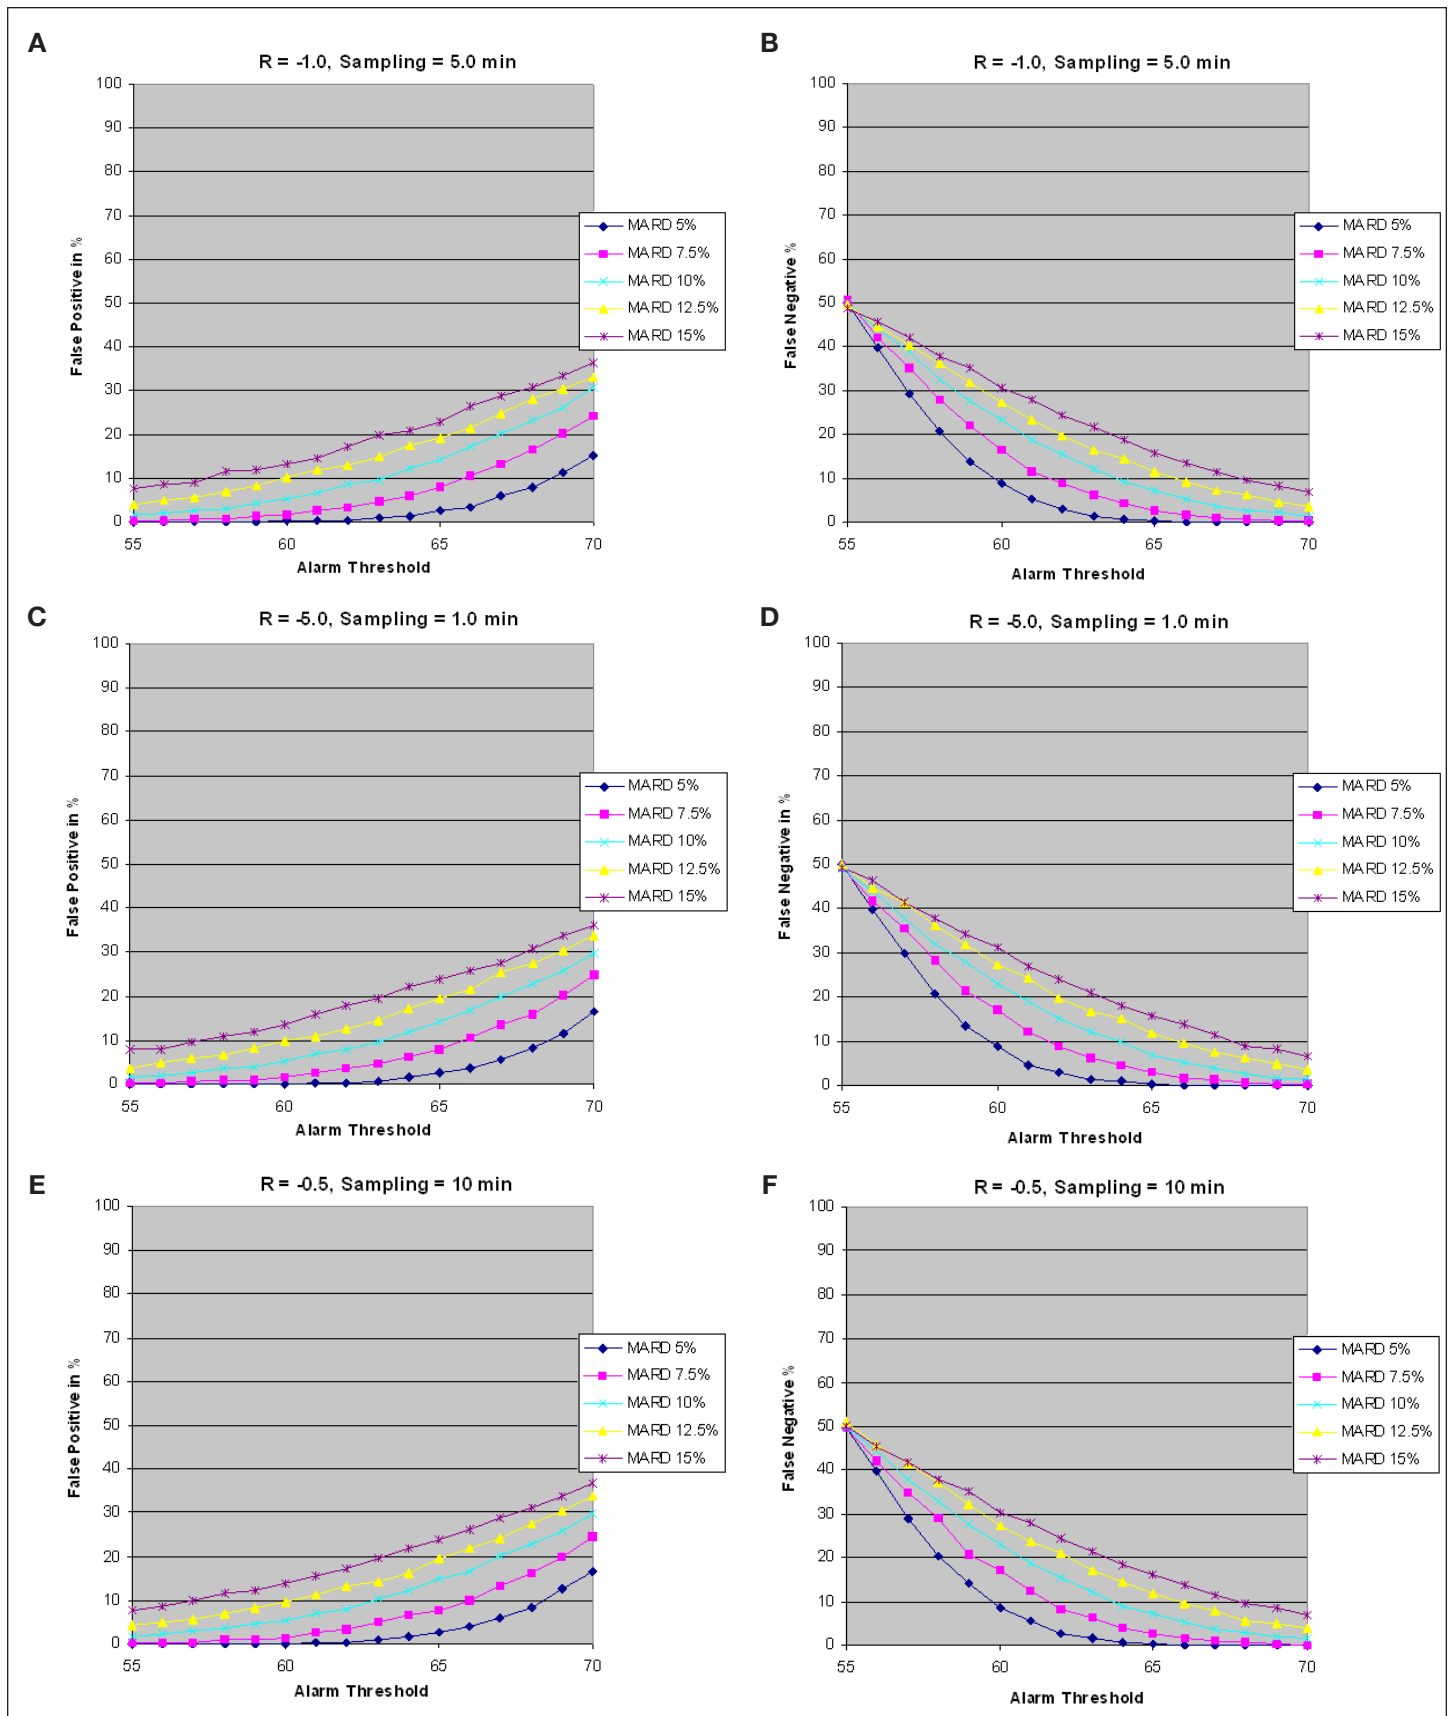 A
R = -1.0, Sampling = 5.0 min
100
90
80
70
60
50
40
30
20
10
0
55
60
65
70
False Positive in %
Alarm Threshold
MARD 5%
MARD 7.5%
MARD 10%
MARD 12.5%
MARD 15%
B
R = -1.0, Sampling = 5.0 min
100
90
80
70
60
50
40
30
20
10
0
55
60
65
70
False Negative %
Alarm Threshold
MARD 5%
MARD 7.5%
MARD 10%
MARD 12.5%
MARD 15%
C
R = -5.0, Sampling = 1.0 min
100
90
80
70
60
50
40
30
20
10
0
55
60
65
70
False Positive in %
Alarm Threshold
MARD 5%
MARD 7.5%
MARD 10%
MARD 12.5%
MARD 15%
D
R = -5.0, Sampling = 1.0 min
100
90
80
70
60
50
40
30
20
10
0
55
60
65
70
False Negative in %
Alarm Threshold
MARD 5%
MARD 7.5%
MARD 10%
MARD 12.5%
MARD 15%
E
R = -0.5, Sampling = 10 min
100
90
80
70
60
50
40
30
20
10
0
55
60
65
70
False Positive in %
Alarm Threshold
MARD 5%
MARD 7.5%
MARD 10%
MARD 12.5%
MARD 15%
F
R = -0.5, Sampling = 10 min
100
90
80
70
60
50
40
30
20
10
0
55
60
65
70
False Negative %
Alarm Threshold
MARD 5%
MARD 7.5%
MARD 10%
MARD 12.5%
MARD 15%